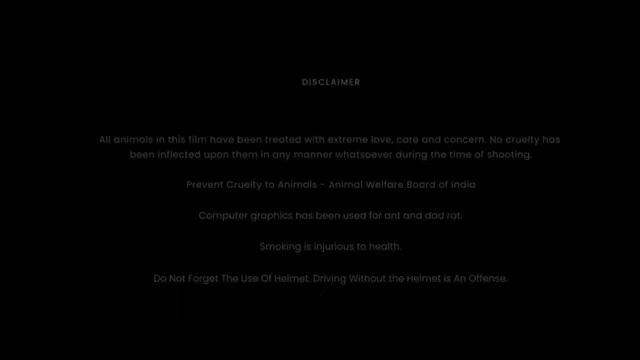 DISCLAIMER
All animals in this film have been treated with extreme love, care and concern. No cruelty has
been inflected upon them in any manner whatsoever during the time of shooting.
Prevent Cruelty to Animals - Animal Welfare Board of India
Computer graphics has been used for ant and dad rat.
Smoking is injurious to health.
Do Not Forget The Use Of Helmet. Driving Without the Helmet is An Offense.